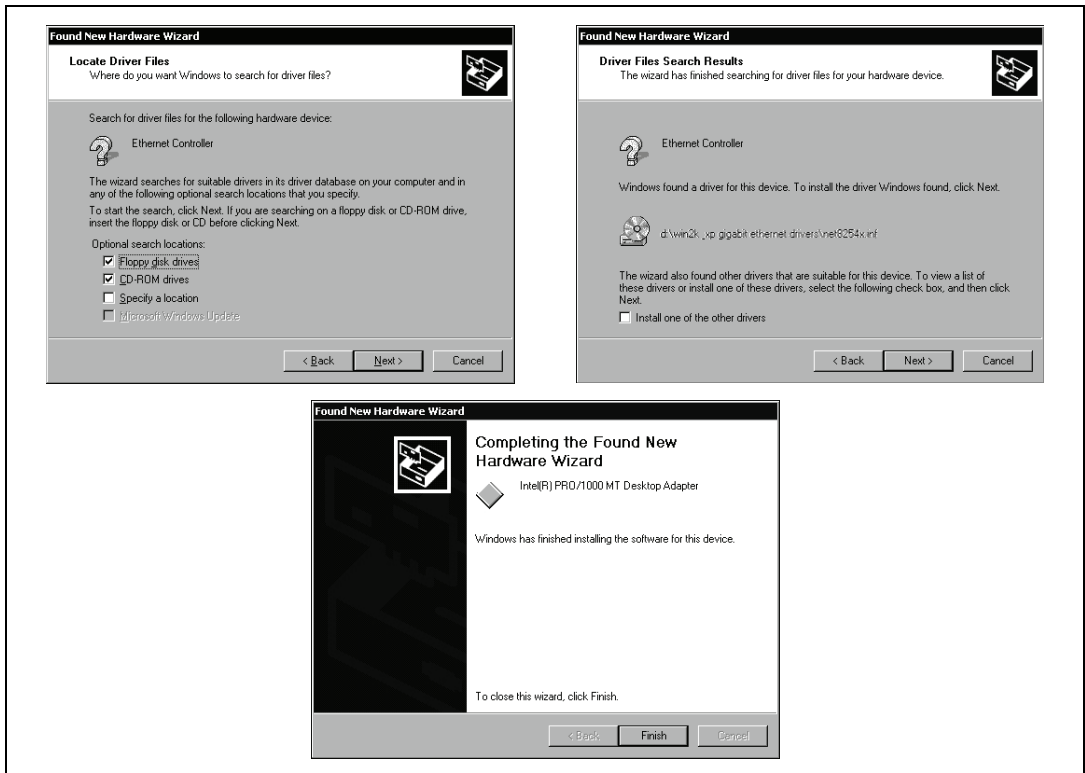 Found New Hardware Wizard
Locate Driver Files
Where do you want Windows to search for driver files?
Search for driver files for the following hardware device:
Ethernet Controller
The wizard searches for suitable drivers in its driver database on your computer and in
any of the following optional search locations that you specify.
To start the search, click Next. If you are searching on a floppy disk or CD-ROM drive,
insert the floppy disk or CD before clicking Next.
Optional search locations:
Floppy disk drives
CD-ROM drives
Specify a location
Microsoft Windows Update
< Back
Next >
Cancel
Found New Hardware Wizard
Driver Files Search Results
The wizard has finished searching for driver files for your hardware device.
Ethernet Controller
Windows found a driver for this device. To install the driver Windows found, click Next.
d:\win2k_xp gigabit ethernet drivers\net8254x.inf
The wizard also found other drivers that are suitable for this device. To view a list of
these drivers or install one of these drivers, select the following check box, and then click
Next.
Install one of the other drivers
< Back
Next >
Cancel
Found New Hardware Wizard
Completing the Found New
Hardware Wizard
Intel(R) PRO/1000 MT Desktop Adapter
Windows has finished installing the software for this device.
To close this wizard, click Finish.
< Back
Finish
Cancel